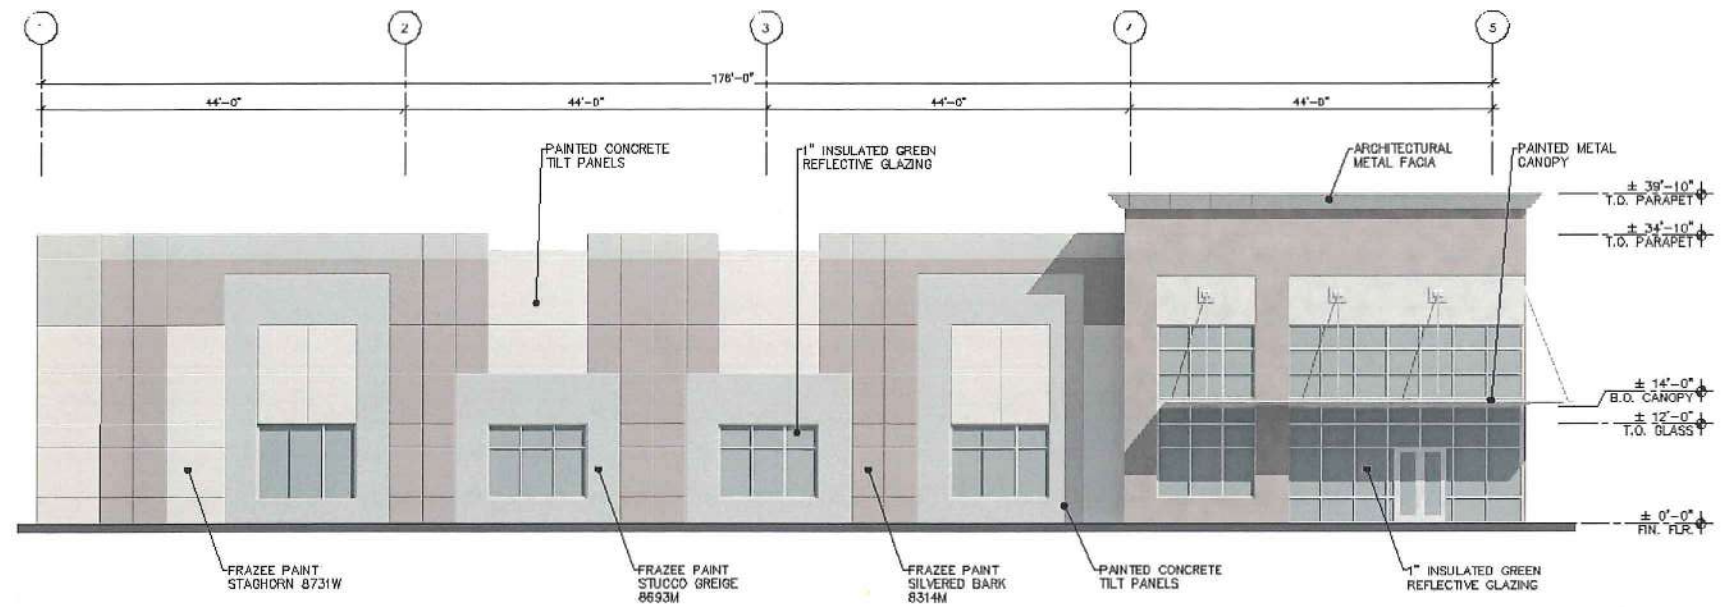 1 2 3 4 5
176'-0"
44'-0" 44'-0" 44'-0" 44'-0"
PAINTED CONCRETE
TILT PANELS
1" INSULATED GREEN
REFLECTIVE GLAZING
ARCHITECTURAL
METAL FACIA
PAINTED METAL
CANOPY
± 39'-10"
T.O. PARAPET
± 34'-10"
T.O. PARAPET
± 14'-0"
B.O. CANOPY
± 12'-0"
T.O. GLASS
± 0'-0"
FIN. FLR.
FRAZEE PAINT
STAGHORN 8731W
FRAZEE PAINT
STUCCO GREIGE
8693M
FRAZEE PAINT
SILVERED BARK
8314M
PAINTED CONCRETE
TILT PANELS
1" INSULATED GREEN
REFLECTIVE GLAZING